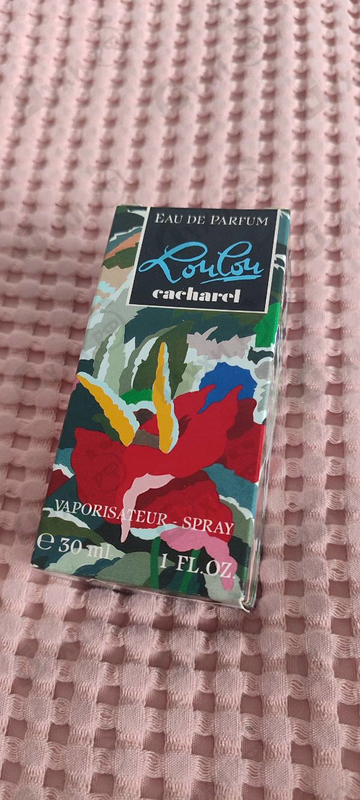 EAU DE PARFUM
Loulou
cacharel
VAPORISATEUR - SPRAY
e 30 ml 1 FL.OZ.